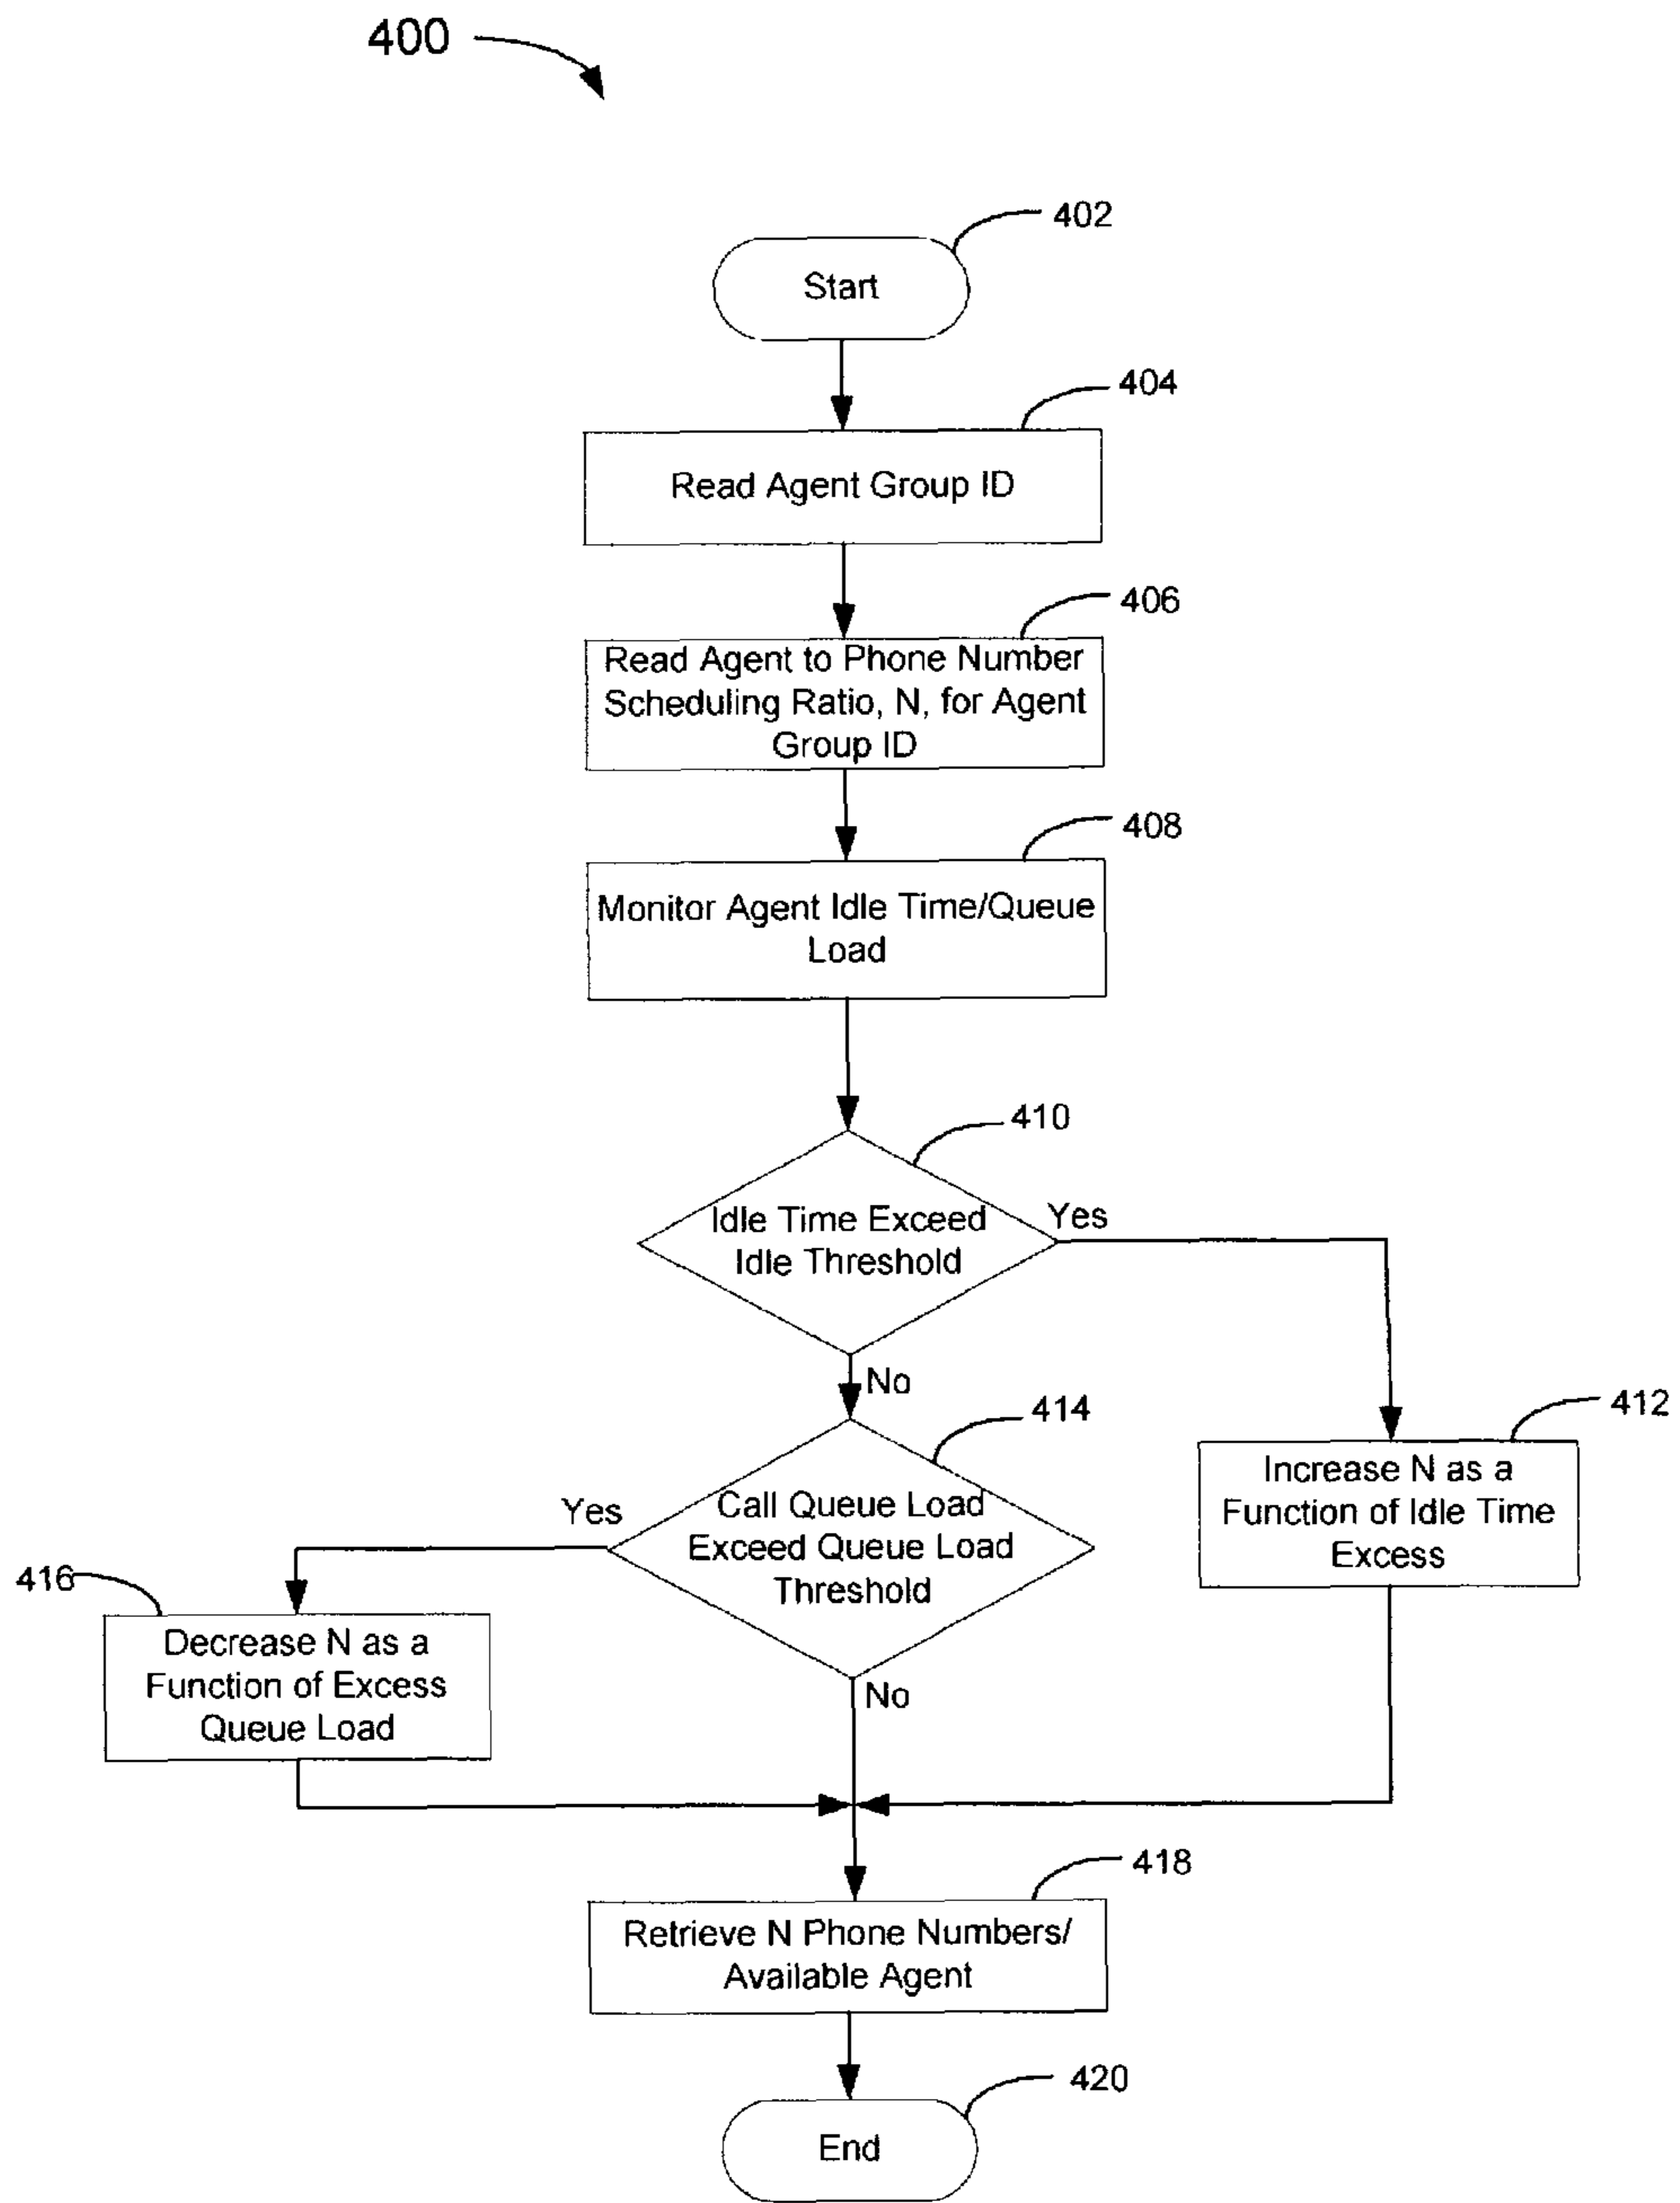 400
402
Start
404
Read Agent Group ID
406
Read Agent to Phone Number
Scheduling Ratio, N, for Agent
Group ID
408
Monitor Agent Idle Time/Queue
Load
410
Idle Time Exceed
Idle Threshold
Yes
No
414
412
Call Queue Load
Exceed Queue Load
Threshold
Yes
Increase N as a
Function of Idle Time
Excess
416
Decrease N as a
Function of Excess
Queue Load
No
418
Retrieve N Phone Numbers/
Available Agent
420
End